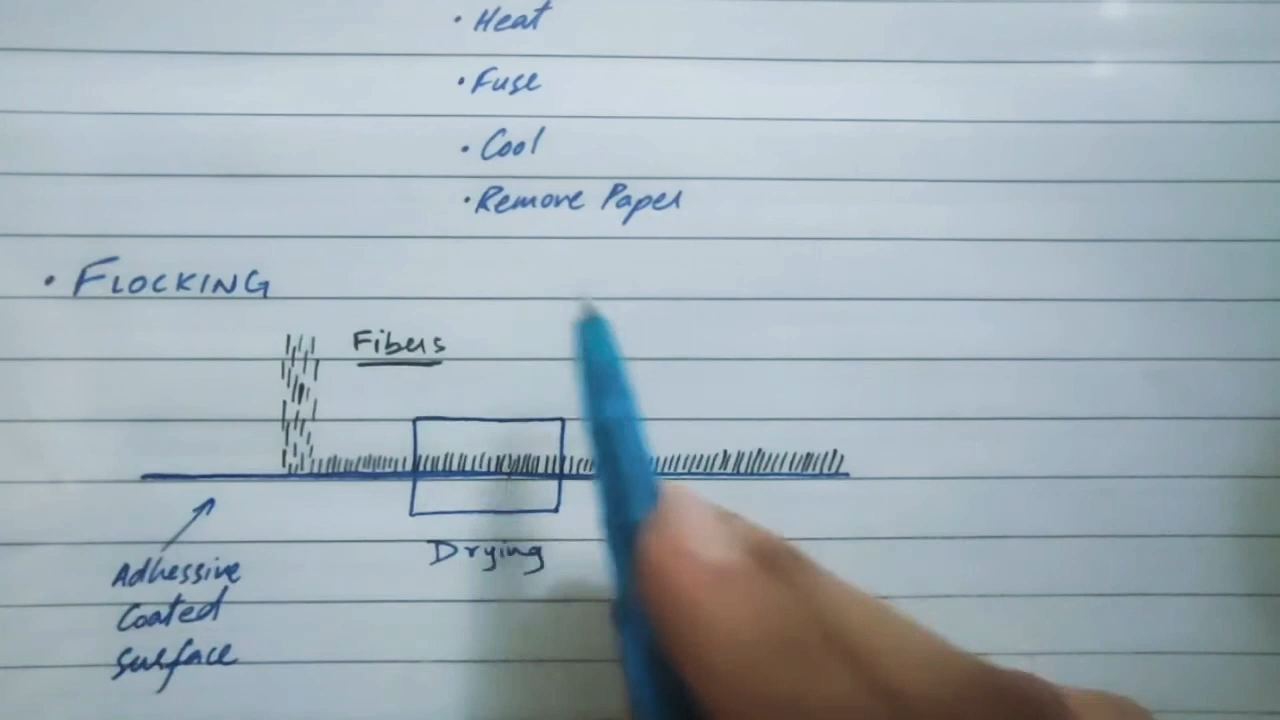 • Heat
• Fuse
• Cool
• Remove Paper
• FLOCKING
Fibers
Drying
Adhessive
Coated
Surface